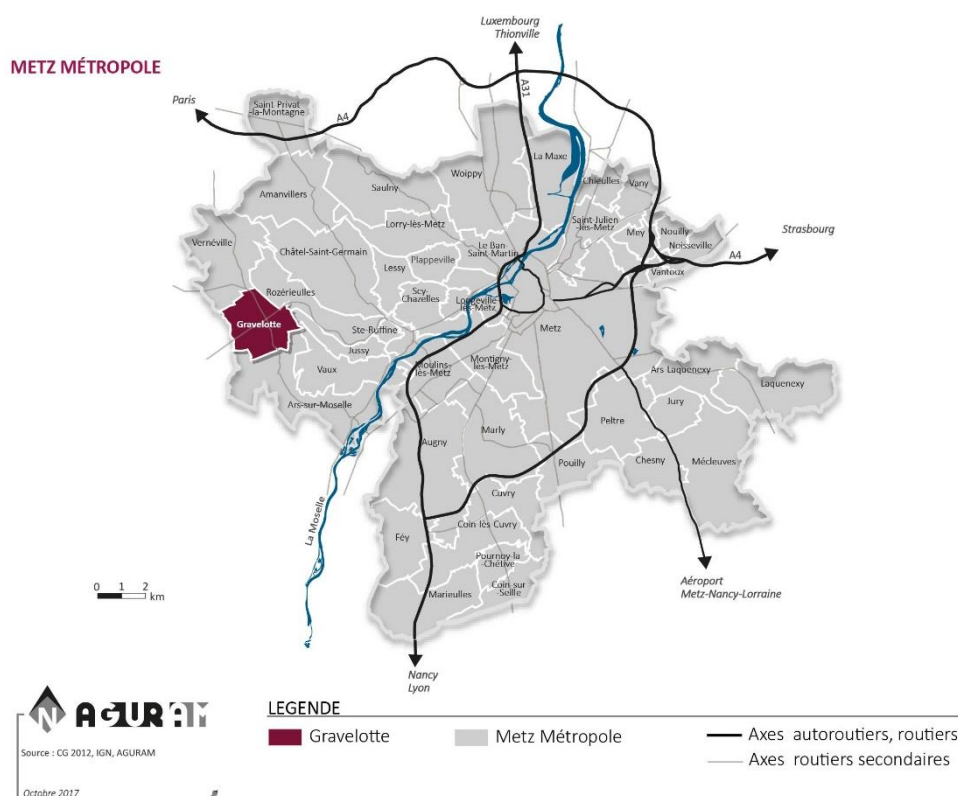 Luxembourg
Thionville
METZ MÉTROPOLE
Paris
Saint Privat
-la-Montagne
A4
A31
La Maxe
Woippy
Saulny
Chieulles
Vany
Amanvillers
Lorry-lès-Metz
Saint-Julien
-lès-Metz
Mey
Nouilly
Noisseville
Strasbourg
A4
Vernéville
Châtel-Saint-Germain
Le Ban
Saint-Martin
Plappeville
Lessy
Vantoux
Scy-
Chazelles
Longeville-
lès-Metz
Rozérieulles
Gravelotte
Ste-Ruffine
Jussy
Metz
Vaux
Moulins-
lès-Metz
Montigny-
lès-Metz
Ars Laquenexy
Laquenexy
Ars-sur-Moselle
Jury
Peltre
Augny
Marly
Pouilly
Chesny
Mécleuves
Cuvry
La Moselle
Coin-lès Cuvry
Féy
Pournoy-la-
Chétive
Coin-sur
-Seille
Marieulles
Aéroport
Metz-Nancy-Lorraine
0 1 2
km
Nancy
Lyon
N AGURAM
Source : CG 2012, IGN, AGURAM
Octobre 2017
LEGENDE
Gravelotte
Metz Métropole
Axes autoroutiers, routiers
Axes routiers secondaires